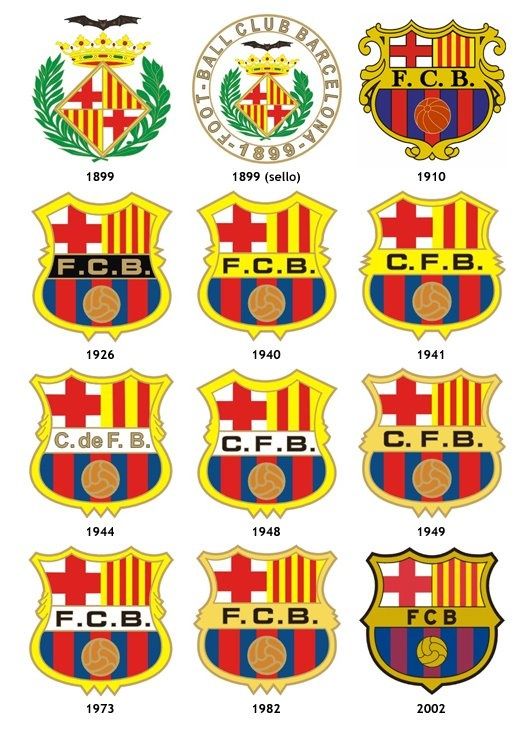 FOOT-BALL CLUB BARCELONA
-1899-
F. C. B.
1899
1899 (sello)
1910
F.C.B.
F.C.B.
C.F.B.
1926
1940
1941
C. de F. B.
C.F.B.
C.F.B.
1944
1948
1949
F.C.B.
F.C.B.
FCB
1973
1982
2002